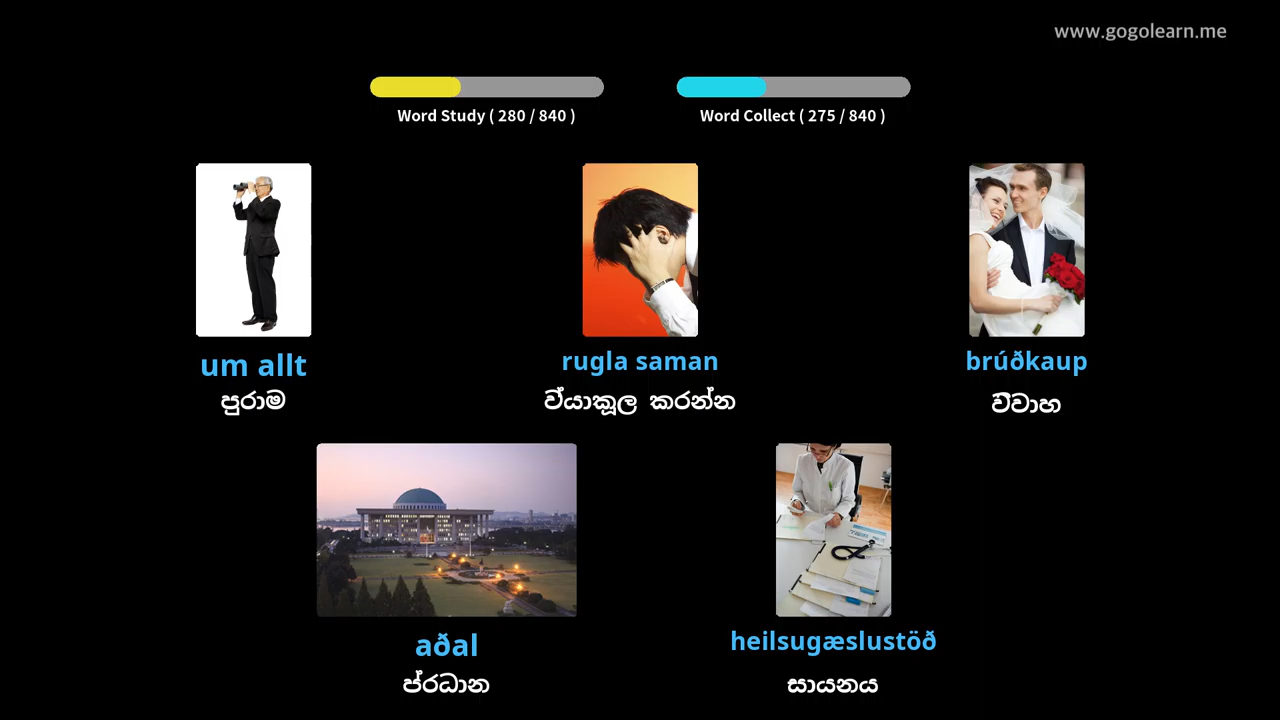 www.gogolearn.me
Word Study ( 280 / 840 )
Word Collect ( 275 / 840 )
um allt
පුරාම
rugla saman
ව්යාකූල කරන්න
brúðkaup
විවාහ
aðal
ප්රධාන
heilsugæslustöð
සායනය